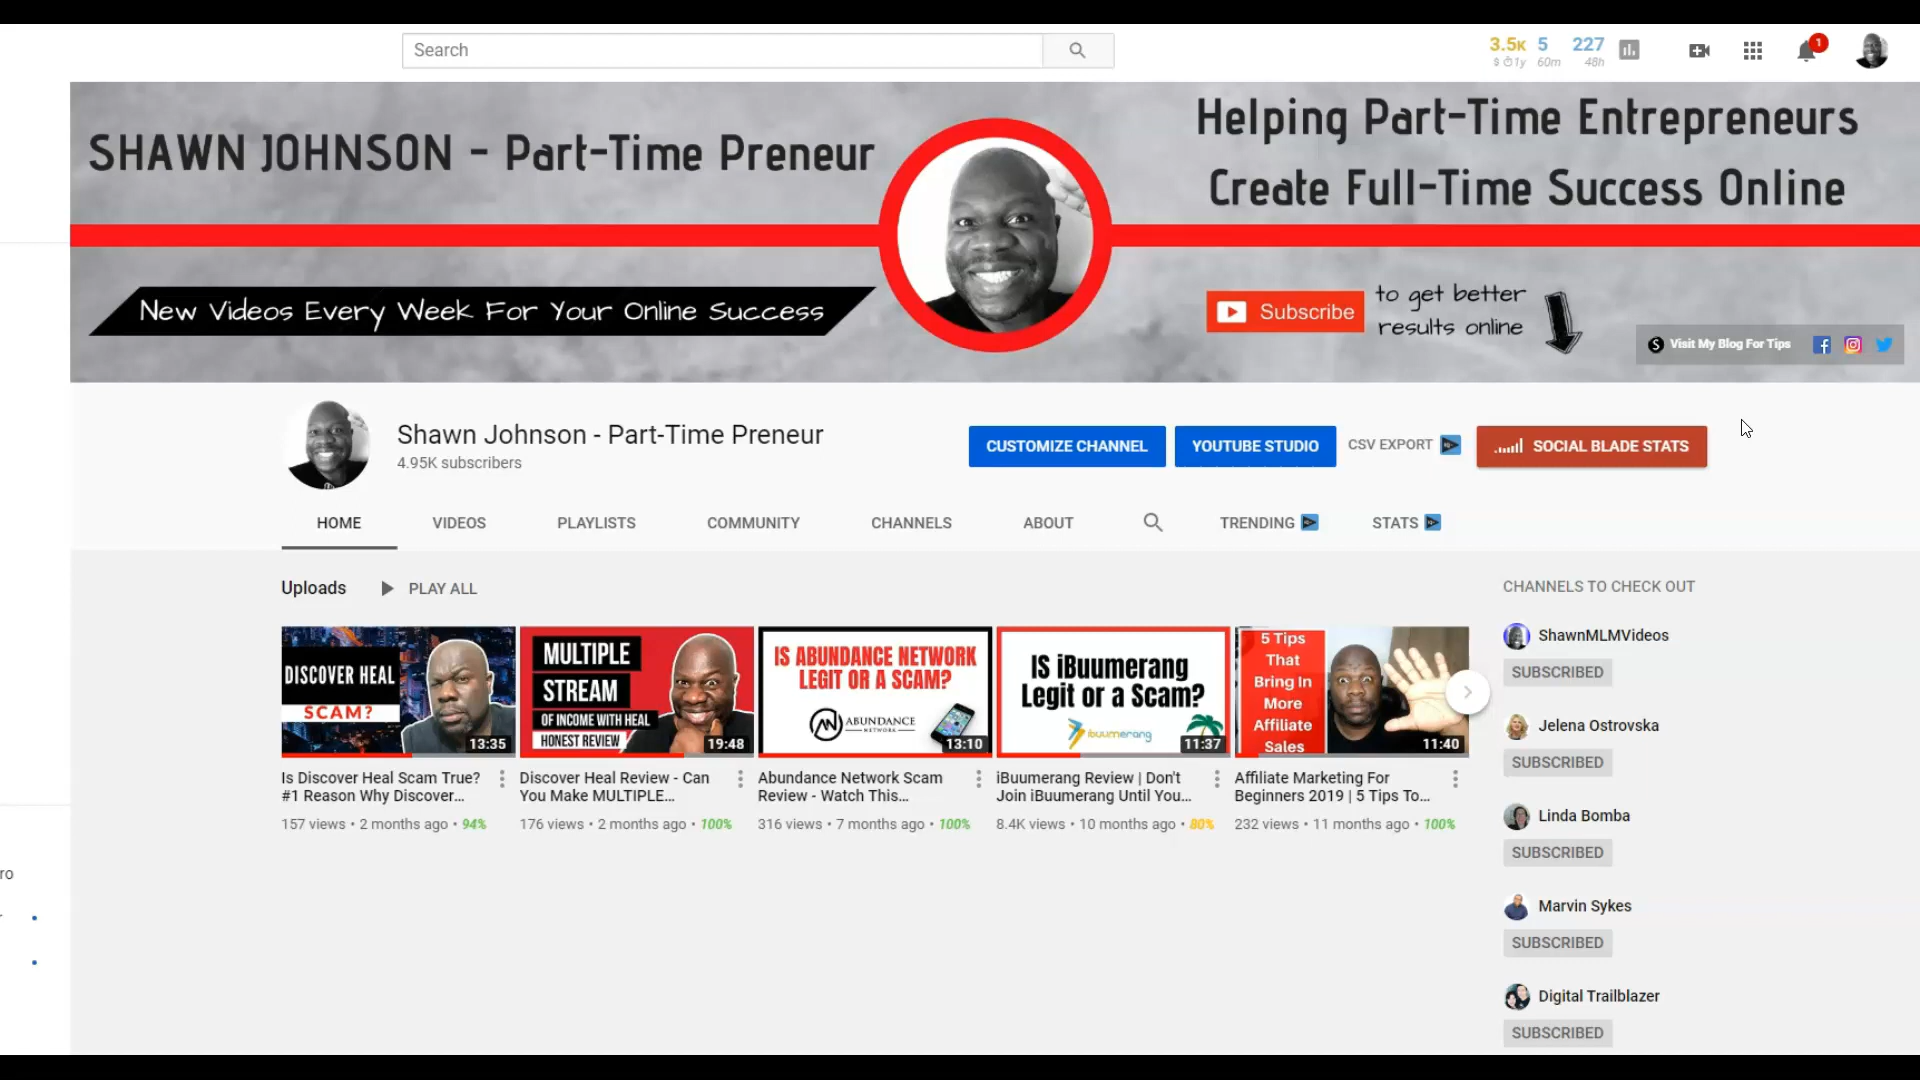 Search
3.5K 5 227
1y 60m 48h
1
SHAWN JOHNSON - Part-Time Preneur
Helping Part-Time Entrepreneurs
Create Full-Time Success Online
New Videos Every Week For Your Online Success
Subscribe
to get better
results online
Visit My Blog For Tips
Shawn Johnson - Part-Time Preneur
4.95K subscribers
CUSTOMIZE CHANNEL
YOUTUBE STUDIO
CSV EXPORT
SOCIAL BLADE STATS
HOME
VIDEOS
PLAYLISTS
COMMUNITY
CHANNELS
ABOUT
TRENDING
STATS
Uploads
PLAY ALL
DISCOVER HEAL
SCAM?
13:35
Is Discover Heal Scam True?
#1 Reason Why Discover...
157 views • 2 months ago • 94%
MULTIPLE
STREAM
OF INCOME WITH HEAL
HONEST REVIEW
19:48
Discover Heal Review - Can
You Make MULTIPLE...
176 views • 2 months ago • 100%
IS ABUNDANCE NETWORK
LEGIT OR A SCAM?
ABUNDANCE
NETWORK
13:10
Abundance Network Scam
Review - Watch This...
316 views • 7 months ago • 100%
IS iBuumerang
Legit or a Scam?
ibuumerang
11:37
iBuumerang Review | Don't
Join iBuumerang Until You...
8.4K views • 10 months ago • 80%
5 Tips
That
Bring In
More
Affiliate
Sales
11:40
Affiliate Marketing For
Beginners 2019 | 5 Tips To...
232 views • 11 months ago • 100%
CHANNELS TO CHECK OUT
ShawnMLMVideos
SUBSCRIBED
Jelena Ostrovska
SUBSCRIBED
Linda Bomba
SUBSCRIBED
Marvin Sykes
SUBSCRIBED
Digital Trailblazer
SUBSCRIBED
ro